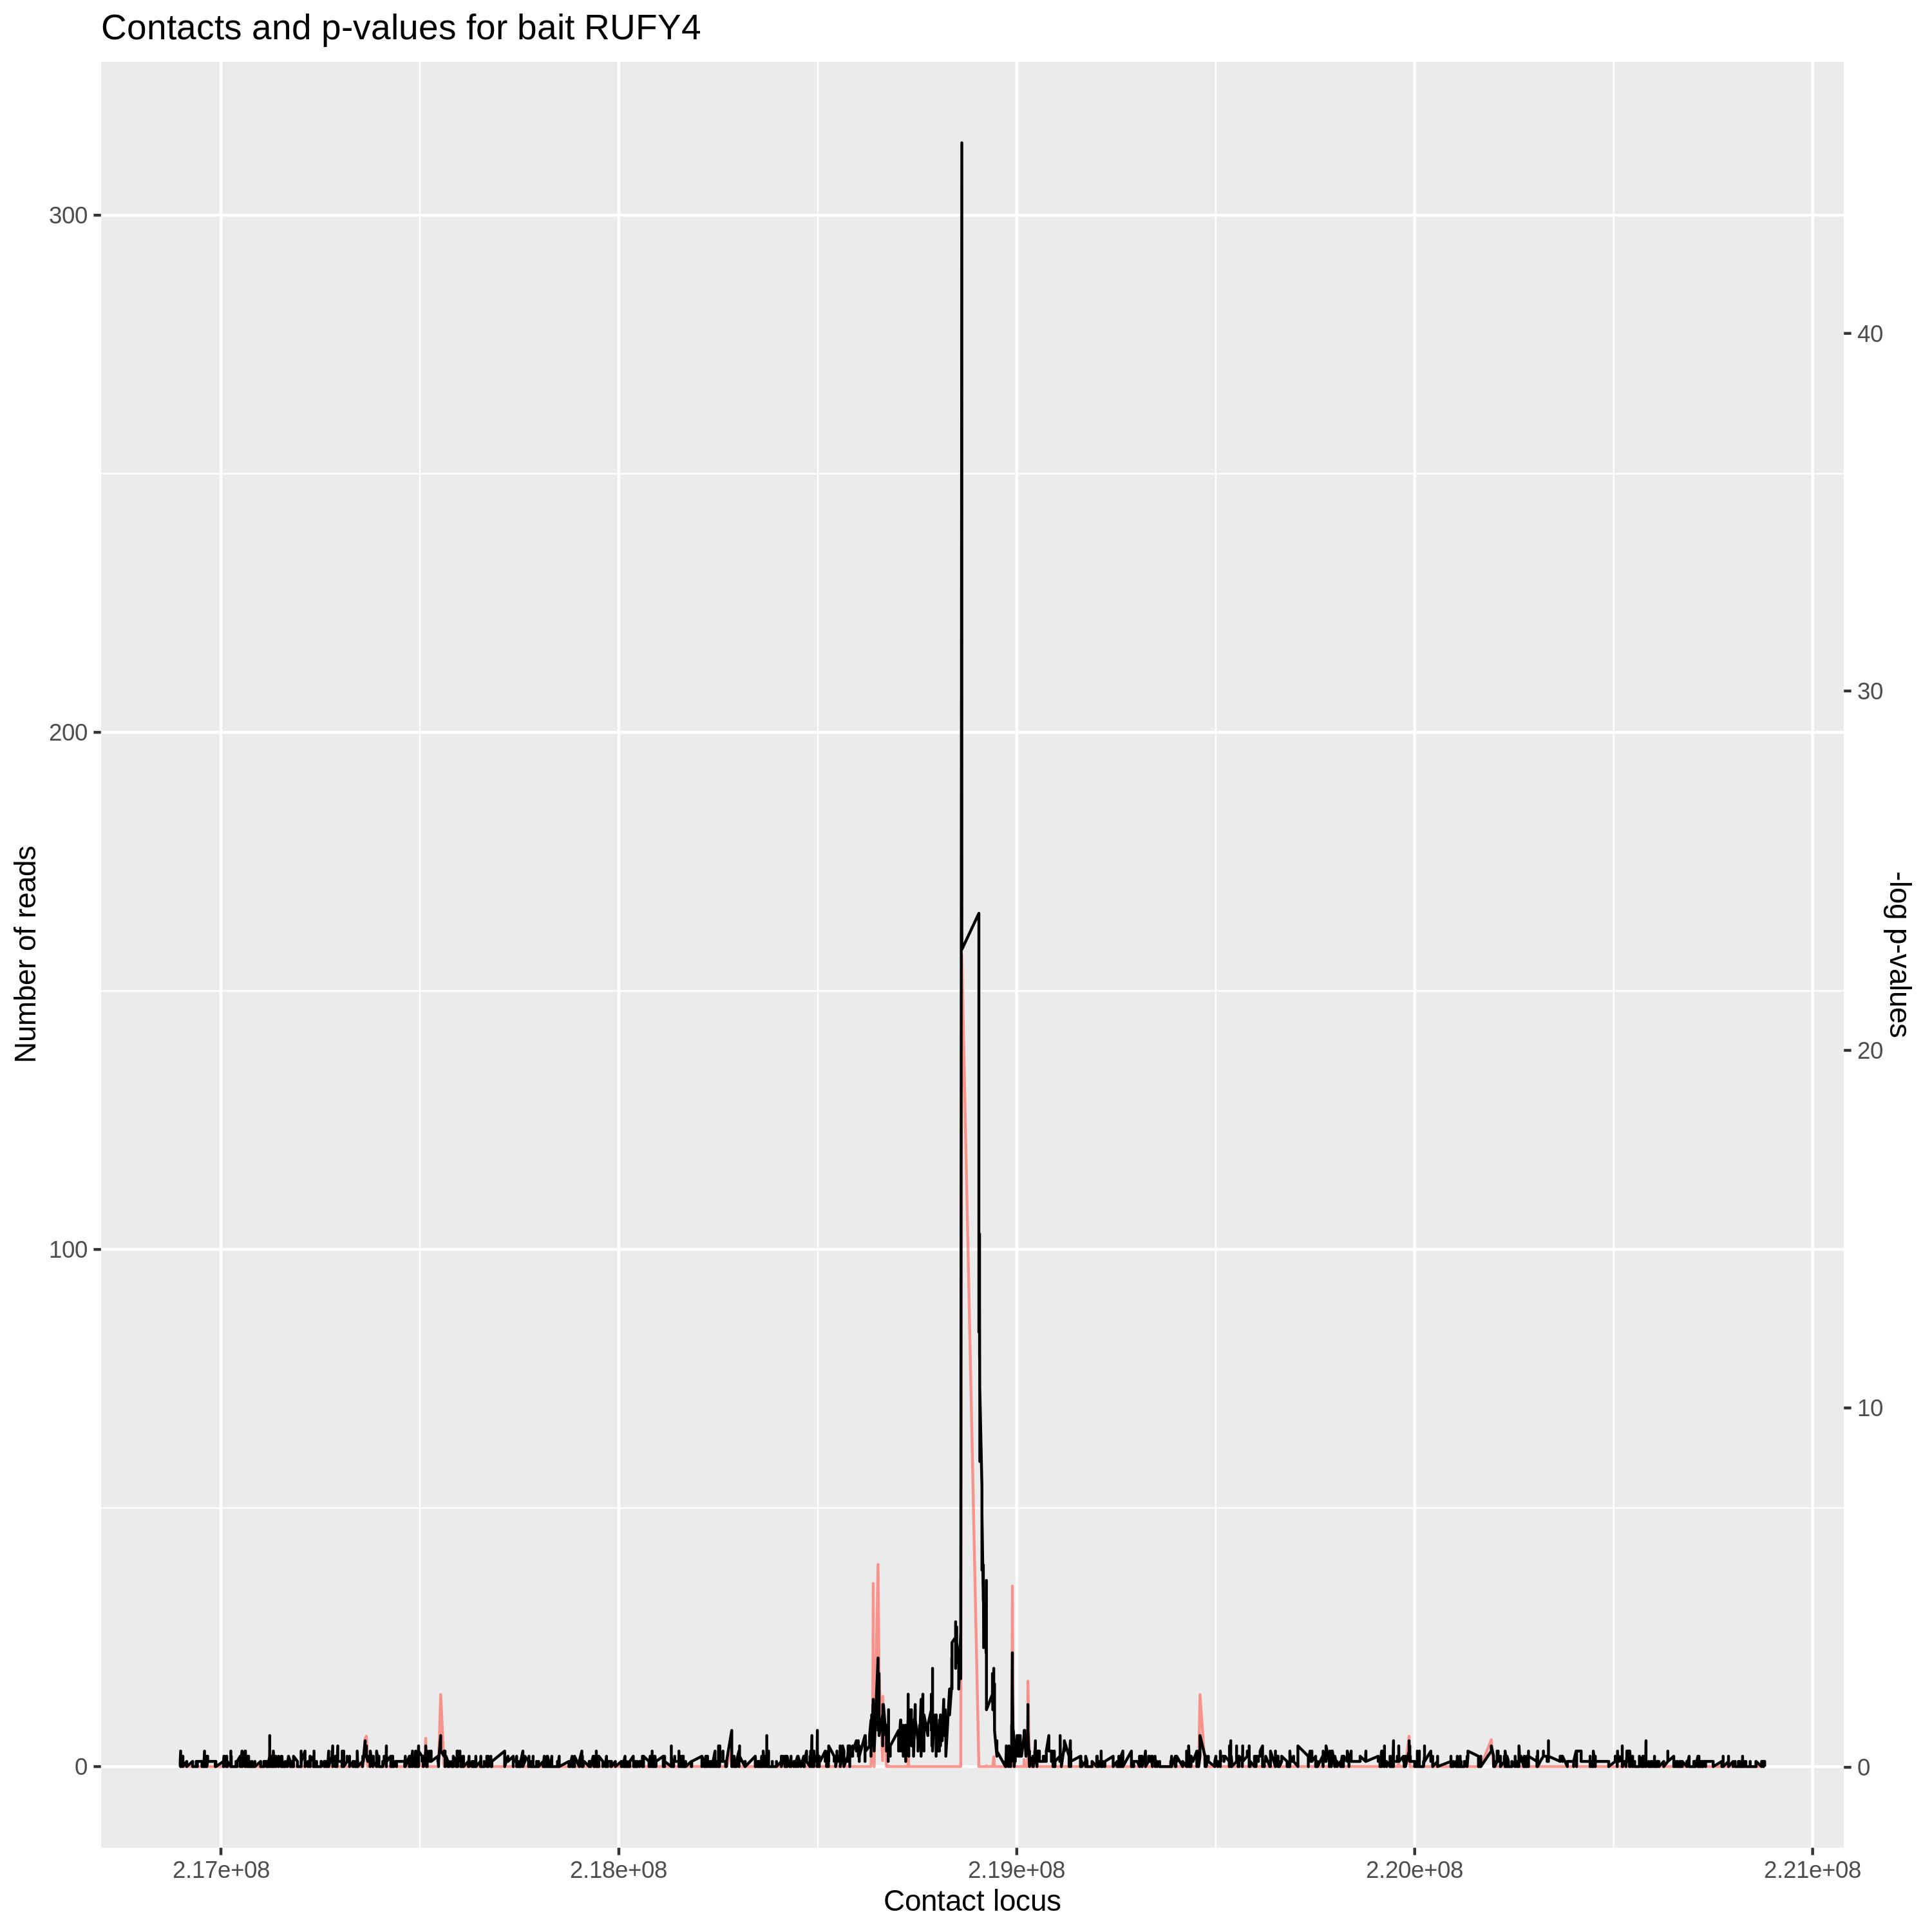 Contacts and p-values for bait RUFY4
300
200
100
0
Number of reads
40
30
20
10
0
-log p-values
2.17e+08 2.18e+08 2.19e+08 2.20e+08 2.21e+08
Contact locus